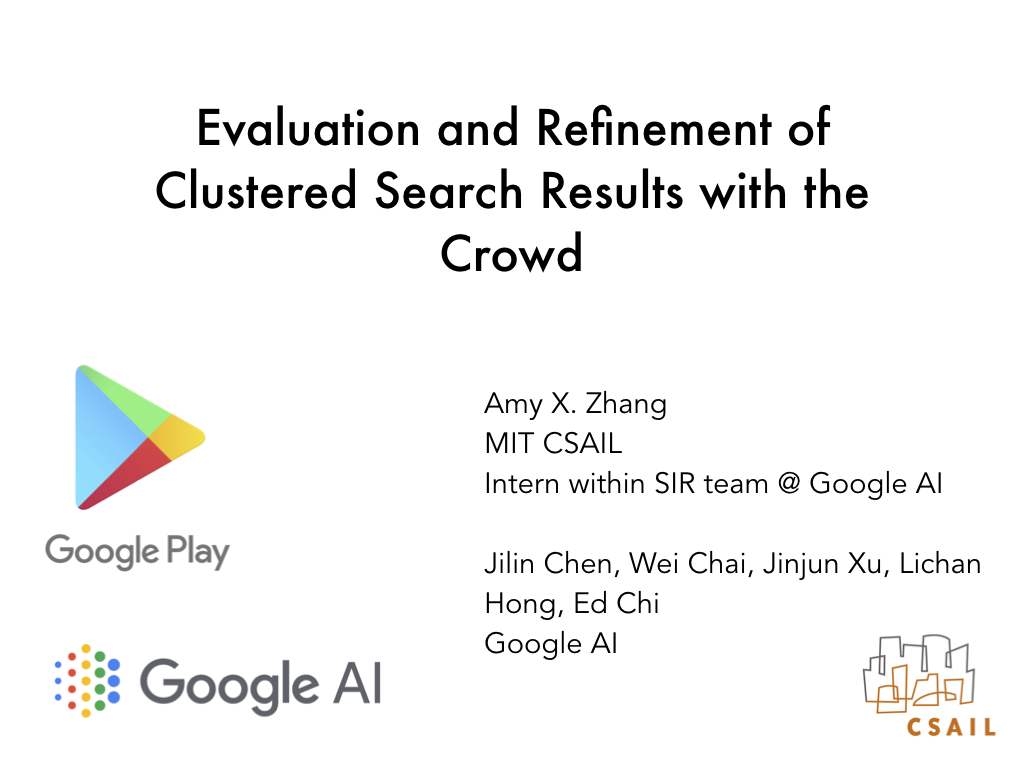 Evaluation and Refinement of
Clustered Search Results with the
Crowd
Amy X. Zhang
MIT CSAIL
Intern within SIR team @ Google AI
Jilin Chen, Wei Chai, Jinjun Xu, Lichan
Hong, Ed Chi
Google AI
Google Play
Google AI
CSAIL